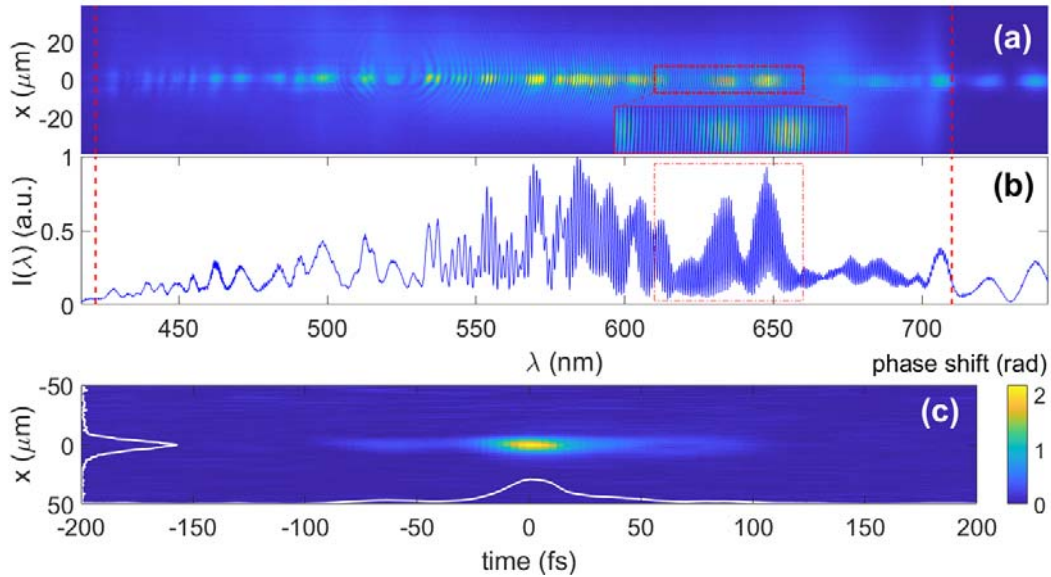 (a)
x (μm)
20
0
-20
(b)
I(λ) (a.u.)
1
0.5
0
450 500 550 600 650 700
λ (nm)
phase shift (rad)
(c)
x (μm)
-50
0
50
2
1
0
-200 -150 -100 -50 0 50 100 150 200
time (fs)